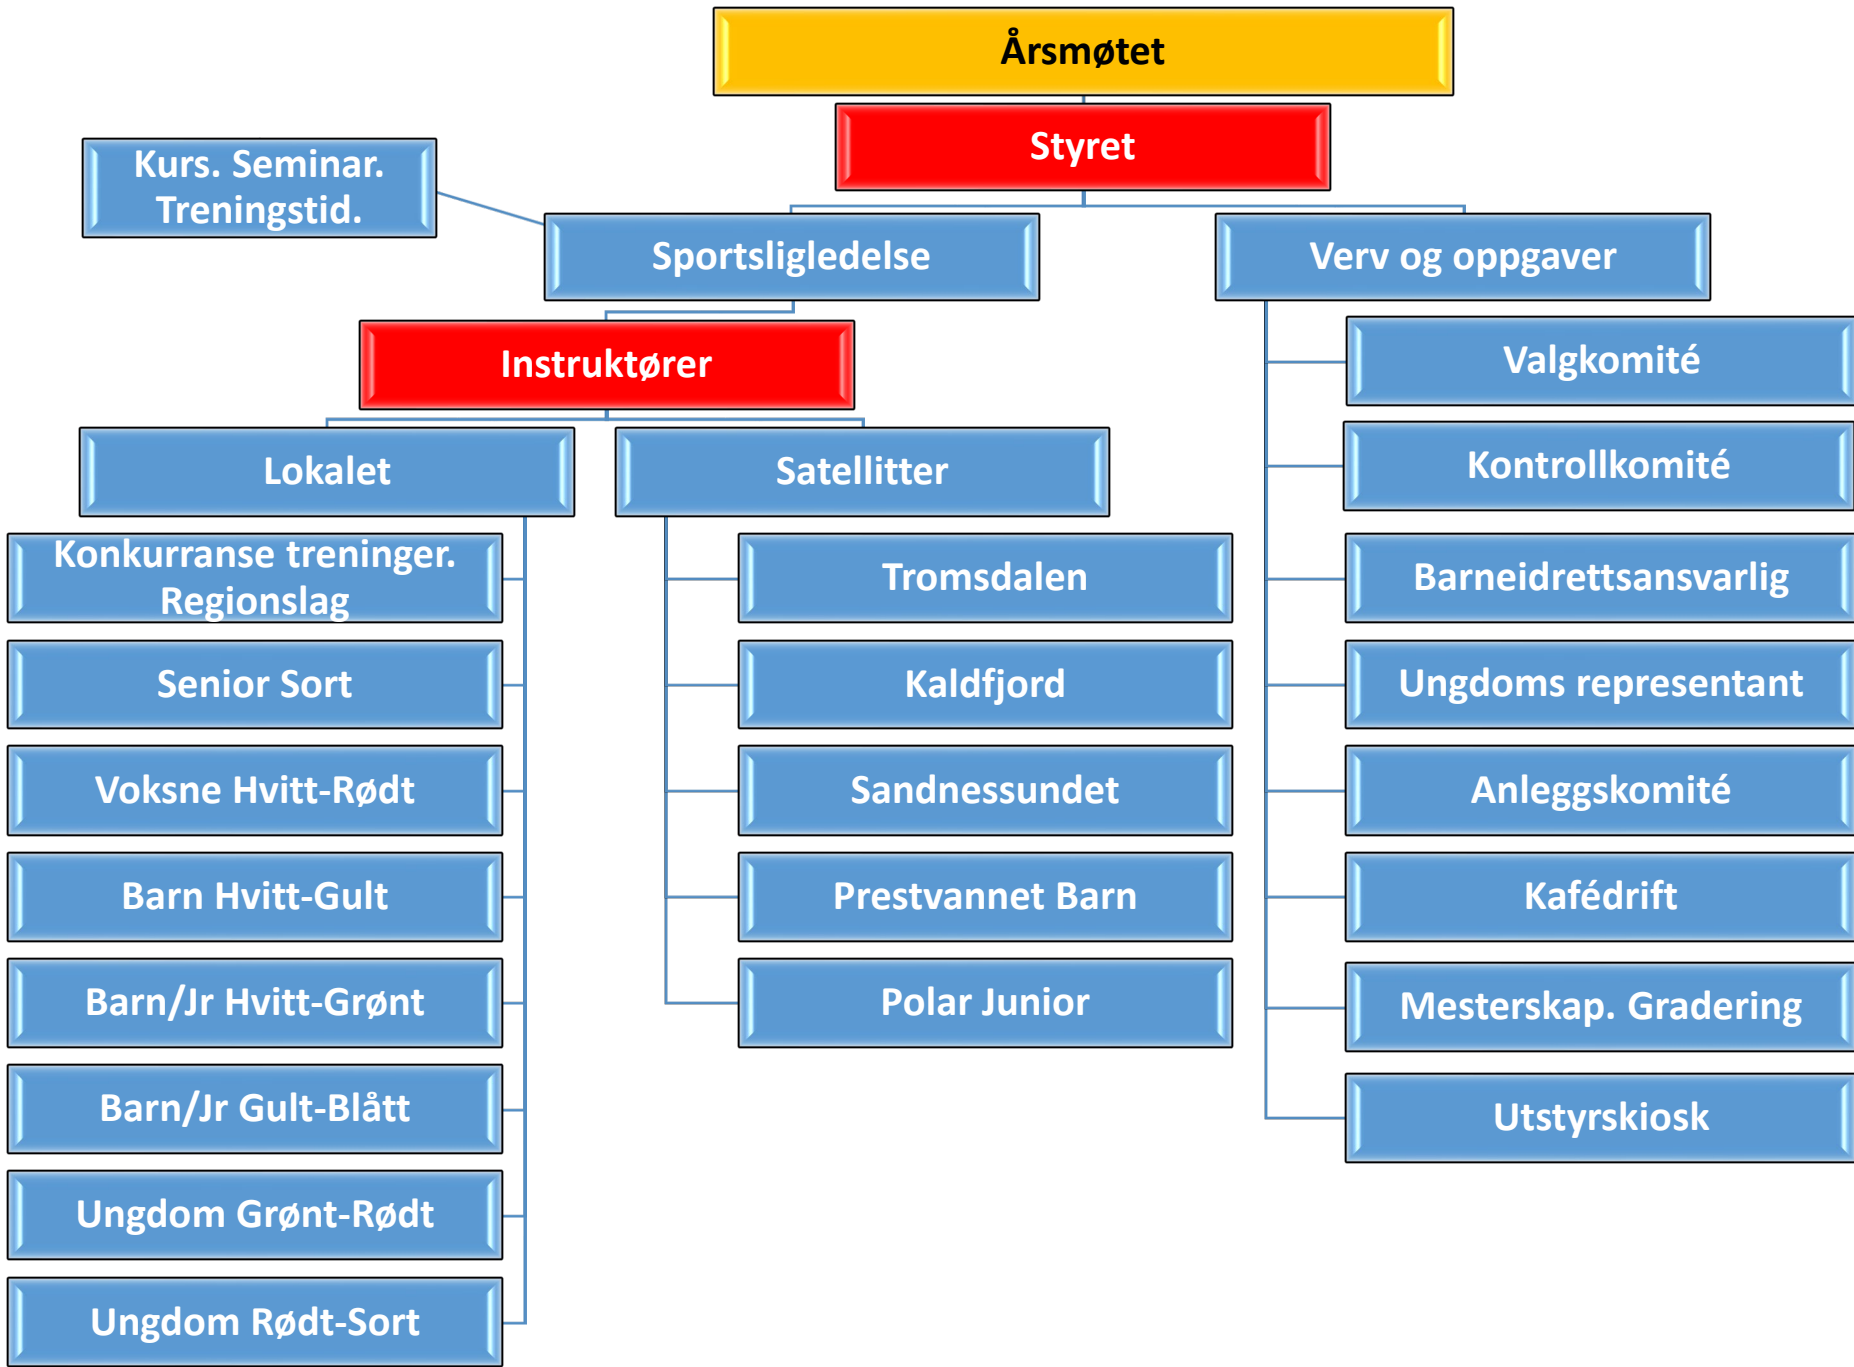 Årsmøtet
Styret
Kurs. Seminar.
Treningstid.
Sportsligledelse
Verv og oppgaver
Instruktører
Lokalet
Satellitter
Konkurranse treninger.
Regionslag
Senior Sort
Voksne Hvitt-Rødt
Barn Hvitt-Gult
Barn/Jr Hvitt-Grønt
Barn/Jr Gult-Blått
Ungdom Grønt-Rødt
Ungdom Rødt-Sort
Tromsdalen
Kaldfjord
Sandnessundet
Prestvannet Barn
Polar Junior
Valgkomité
Kontrollkomité
Barneidrettsansvarlig
Ungdoms representant
Anleggskomité
Kafédrift
Mesterskap. Gradering
Utstyrskiosk